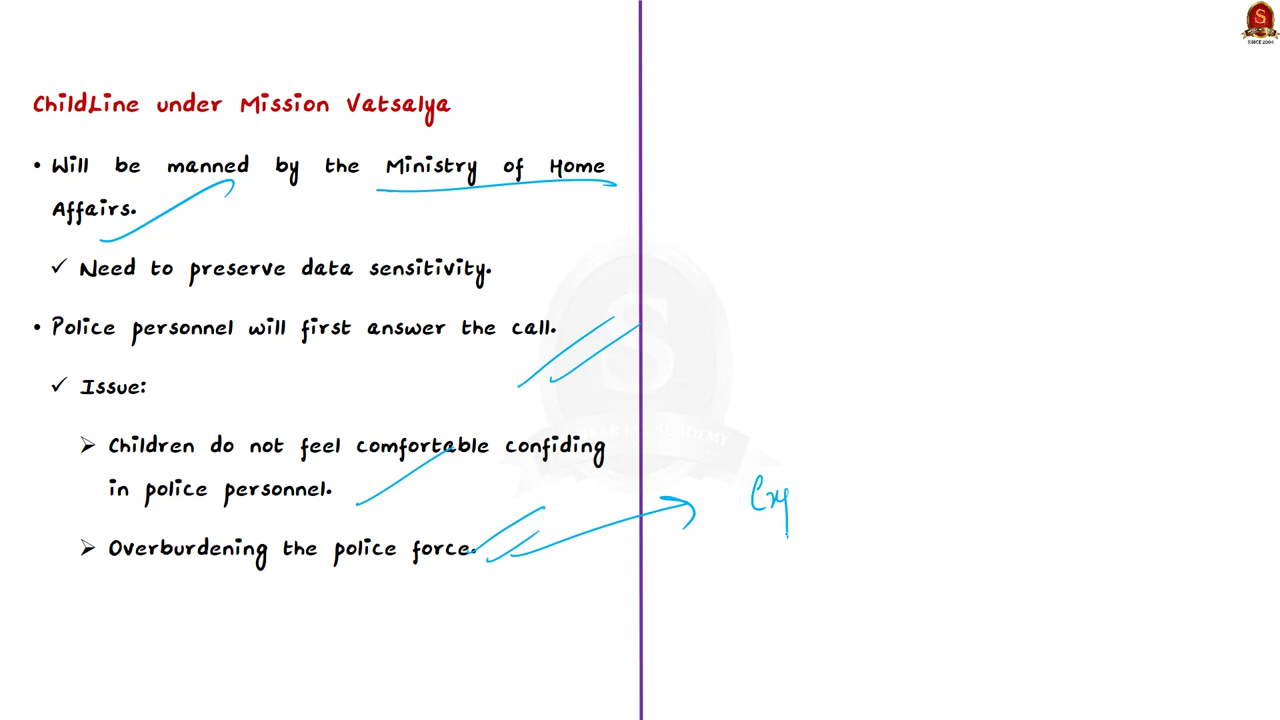 ChildLine under Mission Vatsalya
• Will be manned by the Ministry of Home
Affairs.
✓ Need to preserve data sensitivity.
• Police personnel will first answer the call.
✓ Issue:
➢ Children do not feel comfortable confiding
in police personnel.
➢ Overburdening the police force.
S
SINCE 2004